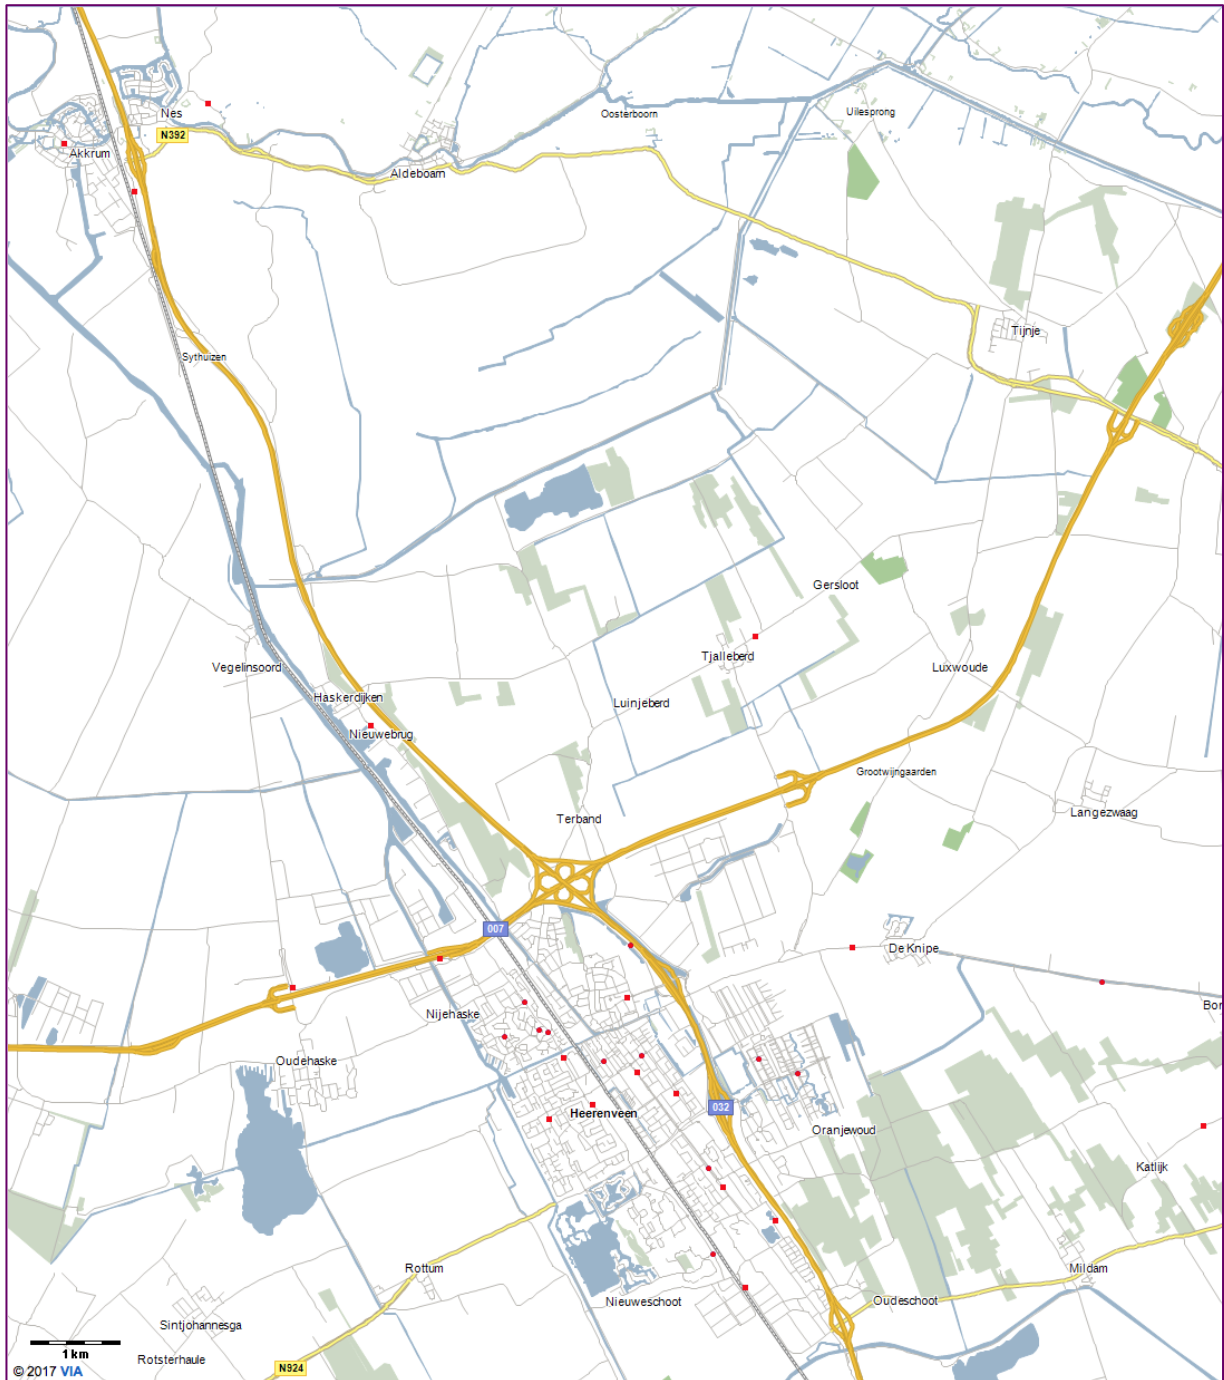 Nes
Uilesprong
Oosterboorn
N392
Akkrum
Aldeboarn
Tijnje
Sythuizen
Gersloot
Tjalleberd
Vegelinsoord
Luxwoude
Haskerdijken
Luinjeberd
Nieuwebrug
Grootwijngaarden
Langezwaag
Terband
007
De Knipe
Bor
Nijehaske
Oudehaske
032
Heerenveen
Oranjewoud
Katlijk
Rottum
Mildam
Nieuweschoot
Oudeschoot
Sintjohannesga
1 km
Rotsterhaule
N924
© 2017 VIA